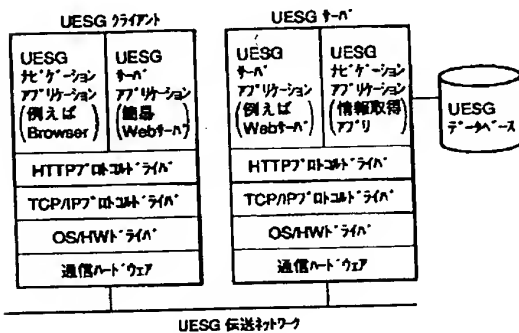 UESG クライアント
UESG
ナビゲーション
アプリケーション
(例えば
Browser)
UESG
サーバ
アプリケーション
(簡易
Webサーバ)
HTTPプロトコルドライバ
TCP/IPプロトコルドライバ
OS/HWドライバ
通信ハードウェア
UESG サーバ
UESG
サーバ
アプリケーション
(例えば
Webサーバ)
UESG
ナビゲーション
アプリケーション
(情報取得
アプリ)
HTTPプロトコルドライバ
TCP/IPプロトコルドライバ
OS/HWドライバ
通信ハードウェア
UESG
データベース
UESG 伝送ネットワーク